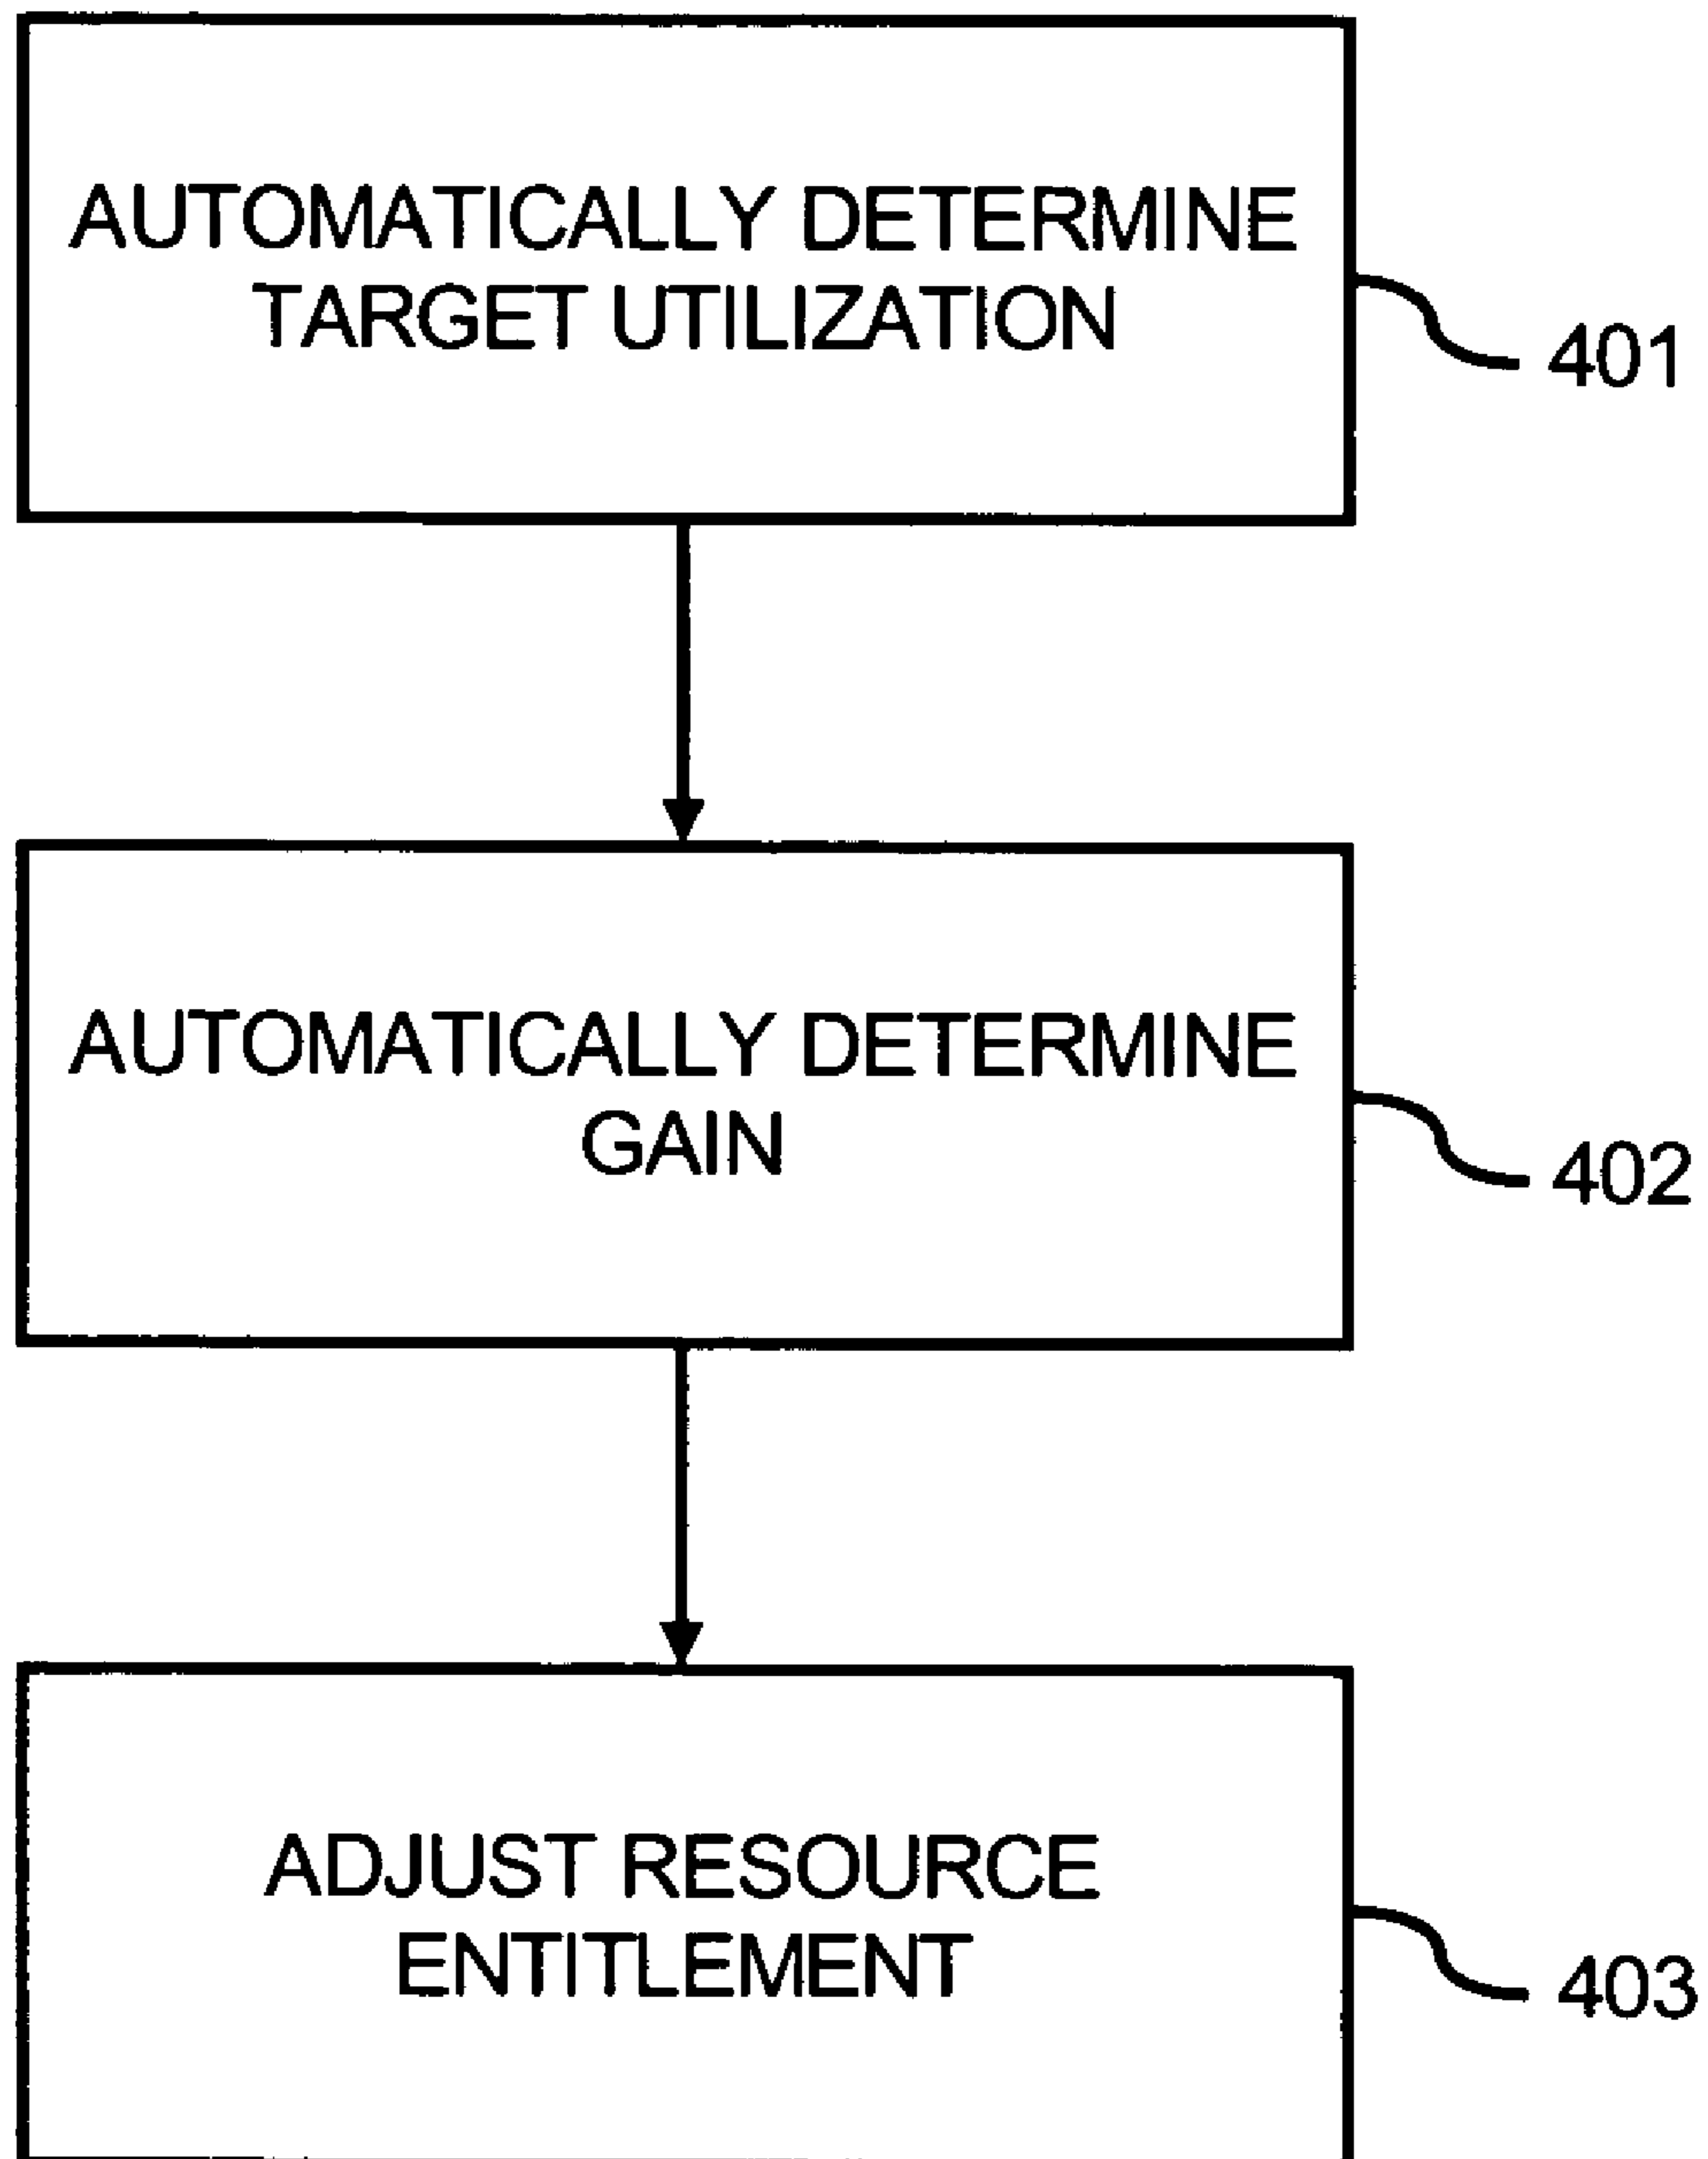 AUTOMATICALLY DETERMINE
TARGET UTILIZATION
401
AUTOMATICALLY DETERMINE
GAIN
402
ADJUST RESOURCE
ENTITLEMENT
403